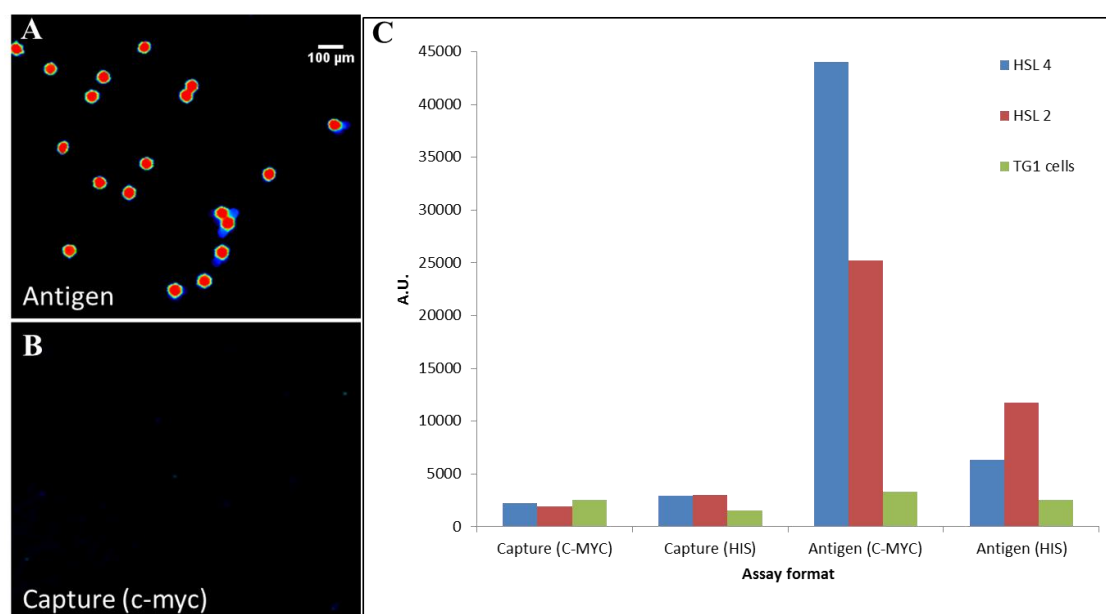 A
100 µm
Antigen
B
Capture (c-myc)
C
45000
40000
35000
30000
25000
20000
15000
10000
5000
0
A.U.
HSL 4
HSL 2
TG1 cells
Capture (C-MYC)
Capture (HIS)
Antigen (C-MYC)
Antigen (HIS)
Assay format